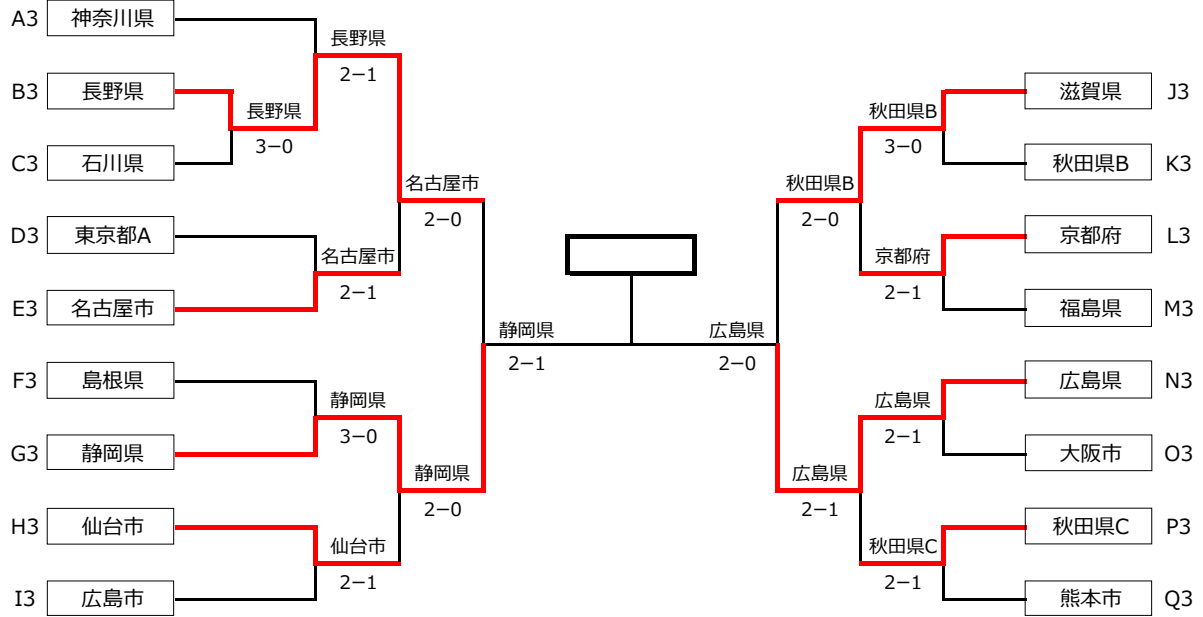 A3 神奈川県
長野県
2−1
B3 長野県
長野県
3−0
C3 石川県
名古屋市
2−0
D3 東京都A
名古屋市
2−1
E3 名古屋市
静岡県
2−1
F3 島根県
静岡県
3−0
G3 静岡県
静岡県
2−0
H3 仙台市
仙台市
2−1
I3 広島市
滋賀県 J3
秋田県B
3−0
秋田県B K3
秋田県B
2−0
京都府 L3
京都府
2−1
福島県 M3
広島県
2−0
広島県 N3
広島県
2−1
大阪市 O3
広島県
2−1
秋田県C P3
秋田県C
2−1
熊本市 Q3